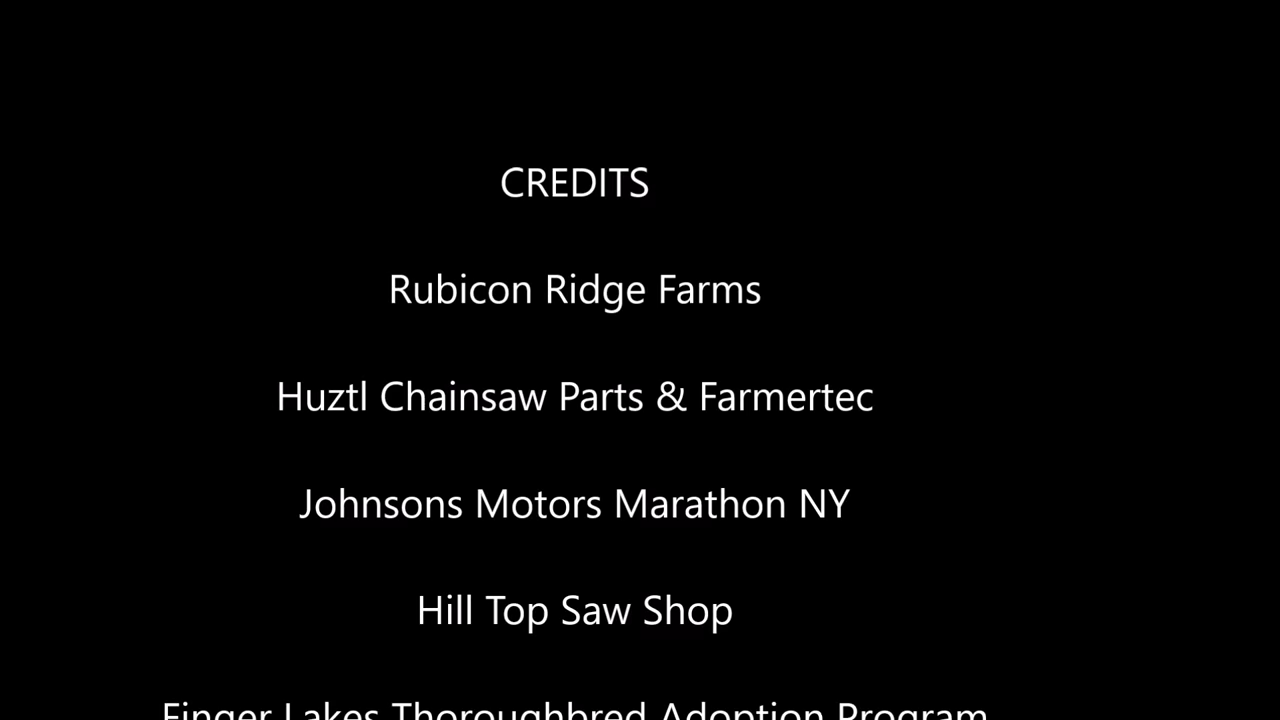 CREDITS
Rubicon Ridge Farms
Huztl Chainsaw Parts & Farmertec
Johnsons Motors Marathon NY
Hill Top Saw Shop
Finger Lakes Thoroughbred Adoption Program